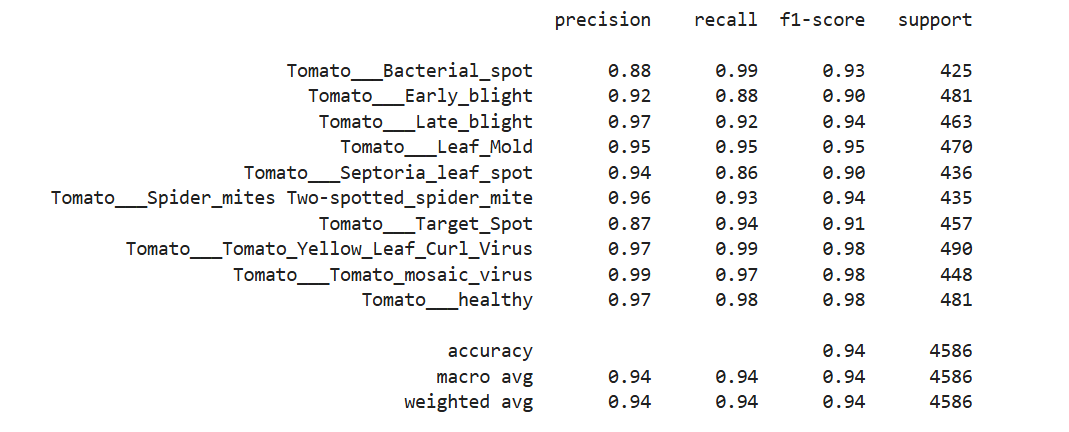 precision recall f1-score support
Tomato___Bacterial_spot 0.88 0.99 0.93 425
Tomato___Early_blight 0.92 0.88 0.90 481
Tomato___Late_blight 0.97 0.92 0.94 463
Tomato___Leaf_Mold 0.95 0.95 0.95 470
Tomato___Septoria_leaf_spot 0.94 0.86 0.90 436
Tomato___Spider_mites Two-spotted_spider_mite 0.96 0.93 0.94 435
Tomato___Target_Spot 0.87 0.94 0.91 457
Tomato___Tomato_Yellow_Leaf_Curl_Virus 0.97 0.99 0.98 490
Tomato___Tomato_mosaic_virus 0.99 0.97 0.98 448
Tomato___healthy 0.97 0.98 0.98 481
accuracy 0.94 4586
macro avg 0.94 0.94 0.94 4586
weighted avg 0.94 0.94 0.94 4586